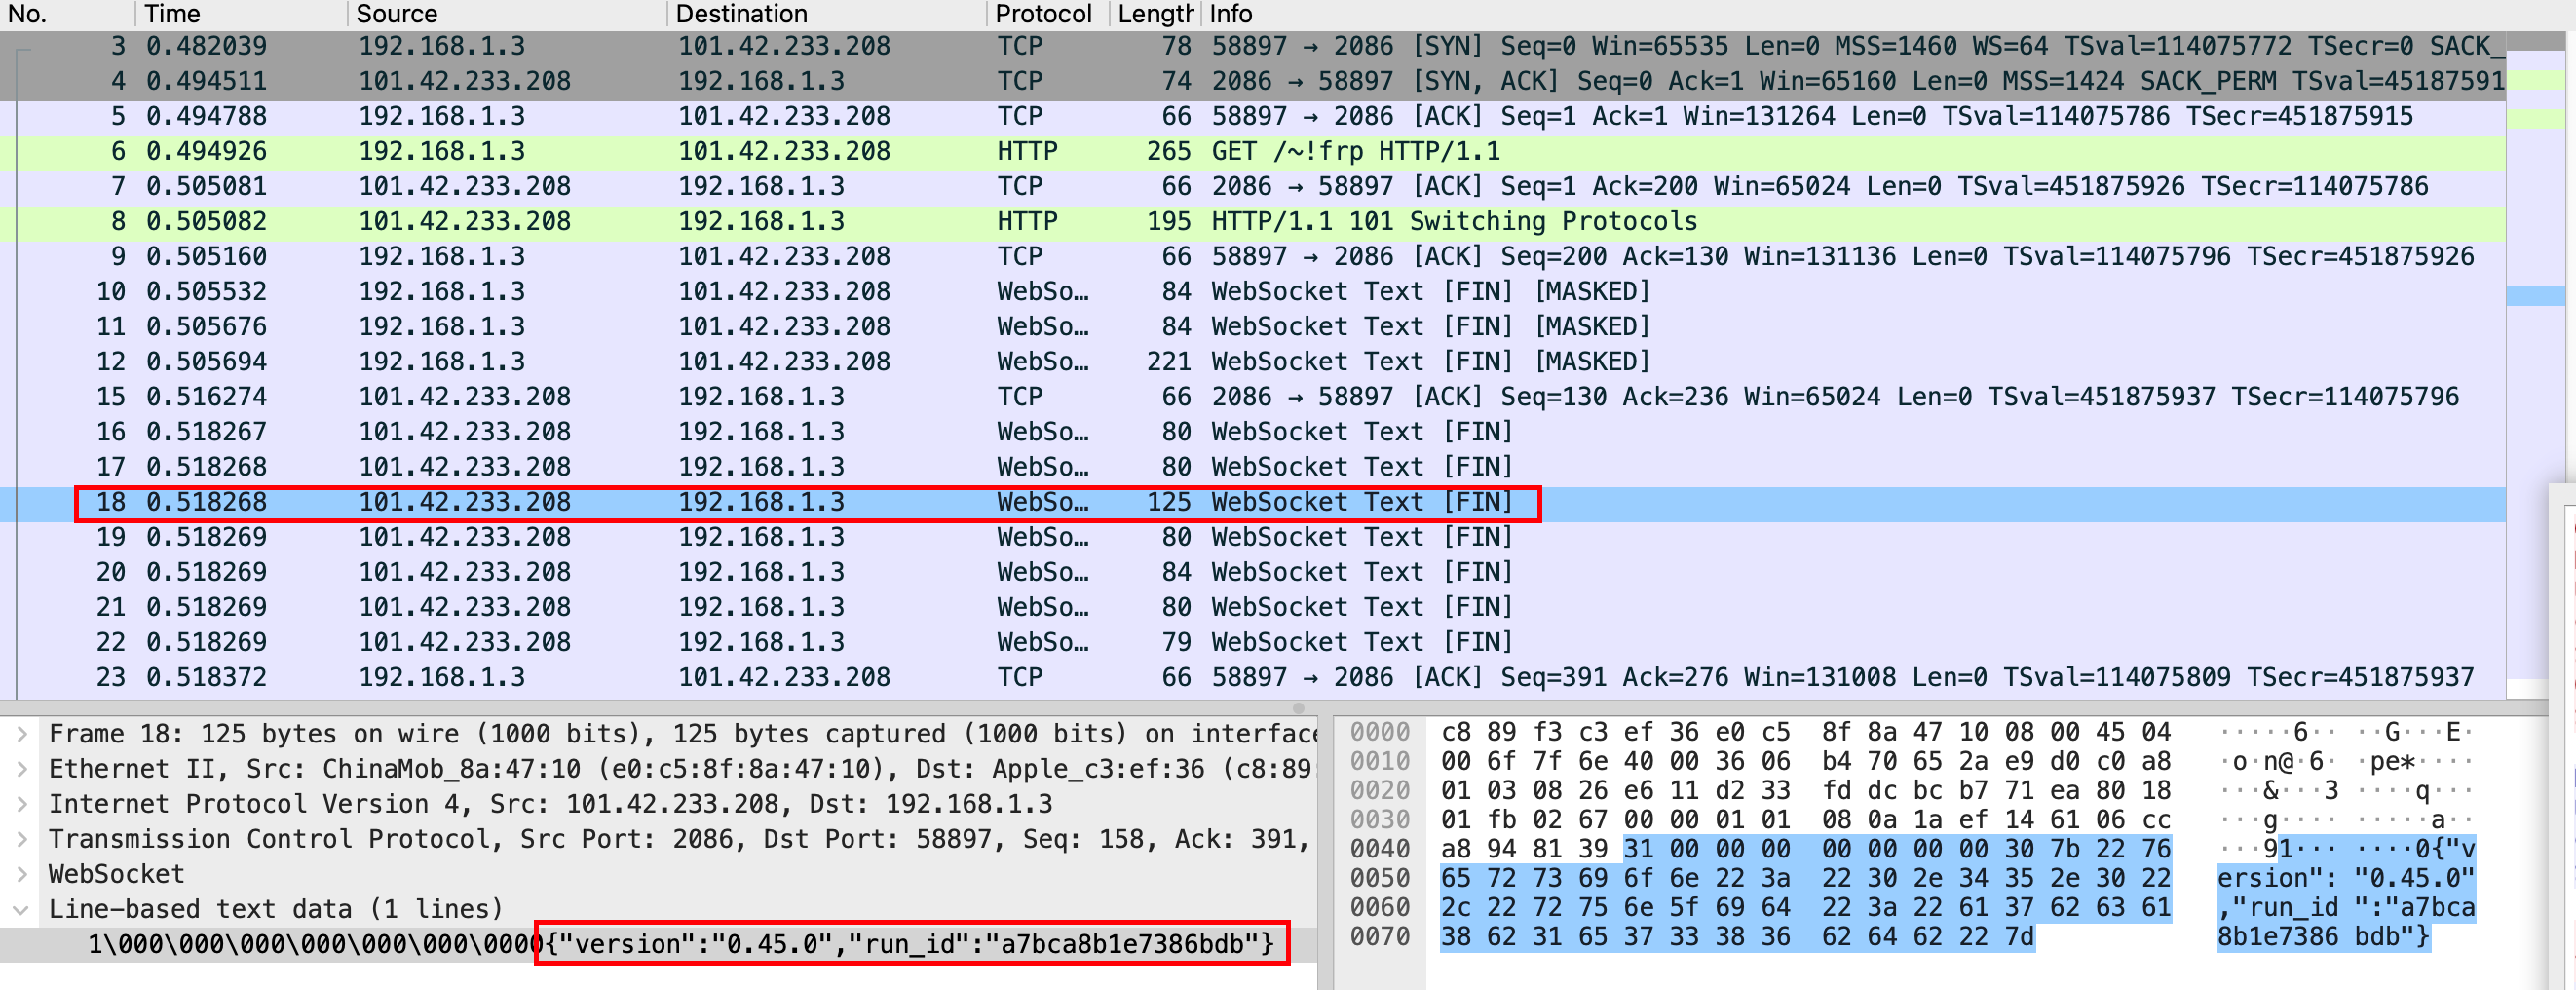 No. Time Source Destination Protocol Length Info
3 0.482039 192.168.1.3 101.42.233.208 TCP 78 58897 → 2086 [SYN] Seq=0 Win=65535 Len=0 MSS=1460 WS=64 TSval=114075772 TSecr=0 SACK_
4 0.494511 101.42.233.208 192.168.1.3 TCP 74 2086 → 58897 [SYN, ACK] Seq=0 Ack=1 Win=65160 Len=0 MSS=1424 SACK_PERM TSval=45187591
5 0.494788 192.168.1.3 101.42.233.208 TCP 66 58897 → 2086 [ACK] Seq=1 Ack=1 Win=131264 Len=0 TSval=114075786 TSecr=451875915
6 0.494926 192.168.1.3 101.42.233.208 HTTP 265 GET /~!frp HTTP/1.1
7 0.505081 101.42.233.208 192.168.1.3 TCP 66 2086 → 58897 [ACK] Seq=1 Ack=200 Win=65024 Len=0 TSval=451875926 TSecr=114075786
8 0.505082 101.42.233.208 192.168.1.3 HTTP 195 HTTP/1.1 101 Switching Protocols
9 0.505160 192.168.1.3 101.42.233.208 TCP 66 58897 → 2086 [ACK] Seq=200 Ack=130 Win=131136 Len=0 TSval=114075796 TSecr=451875926
10 0.505532 192.168.1.3 101.42.233.208 WebSo… 84 WebSocket Text [FIN] [MASKED]
11 0.505676 192.168.1.3 101.42.233.208 WebSo… 84 WebSocket Text [FIN] [MASKED]
12 0.505694 192.168.1.3 101.42.233.208 WebSo… 221 WebSocket Text [FIN] [MASKED]
15 0.516274 101.42.233.208 192.168.1.3 TCP 66 2086 → 58897 [ACK] Seq=130 Ack=236 Win=65024 Len=0 TSval=451875937 TSecr=114075796
16 0.518267 101.42.233.208 192.168.1.3 WebSo… 80 WebSocket Text [FIN]
17 0.518268 101.42.233.208 192.168.1.3 WebSo… 80 WebSocket Text [FIN]
18 0.518268 101.42.233.208 192.168.1.3 WebSo… 125 WebSocket Text [FIN]
19 0.518269 101.42.233.208 192.168.1.3 WebSo… 80 WebSocket Text [FIN]
20 0.518269 101.42.233.208 192.168.1.3 WebSo… 84 WebSocket Text [FIN]
21 0.518269 101.42.233.208 192.168.1.3 WebSo… 80 WebSocket Text [FIN]
22 0.518269 101.42.233.208 192.168.1.3 WebSo… 79 WebSocket Text [FIN]
23 0.518372 192.168.1.3 101.42.233.208 TCP 66 58897 → 2086 [ACK] Seq=391 Ack=276 Win=131008 Len=0 TSval=114075809 TSecr=451875937
Frame 18: 125 bytes on wire (1000 bits), 125 bytes captured (1000 bits) on interface
Ethernet II, Src: ChinaMob_8a:47:10 (e0:c5:8f:8a:47:10), Dst: Apple_c3:ef:36 (c8:89:
Internet Protocol Version 4, Src: 101.42.233.208, Dst: 192.168.1.3
Transmission Control Protocol, Src Port: 2086, Dst Port: 58897, Seq: 158, Ack: 391,
WebSocket
Line-based text data (1 lines)
1\000\000\000\000\000\000\0000{"version":"0.45.0","run_id":"a7bca8b1e7386bdb"}
0000 c8 89 f3 c3 ef 36 e0 c5 8f 8a 47 10 08 00 45 04 ·····6·· ··G···E·
0010 00 6f 7f 6e 40 00 36 06 b4 70 65 2a e9 d0 c0 a8 ·o·n@·6· ·pe*····
0020 01 03 08 26 e6 11 d2 33 fd dc bc b7 71 ea 80 18 ···&···3 ····q···
0030 01 fb 02 67 00 00 01 01 08 0a 1a ef 14 61 06 cc ···g···· ·····a··
0040 a8 94 81 39 31 00 00 00 00 00 00 00 30 7b 22 76 ···91··· ····0{"v
0050 65 72 73 69 6f 6e 22 3a 22 30 2e 34 35 2e 30 22 ersion": "0.45.0"
0060 2c 22 72 75 6e 5f 69 64 22 3a 22 61 37 62 63 61 ,"run_id ":"a7bca
0070 38 62 31 65 37 33 38 36 62 64 62 22 7d 8b1e7386 bdb"}